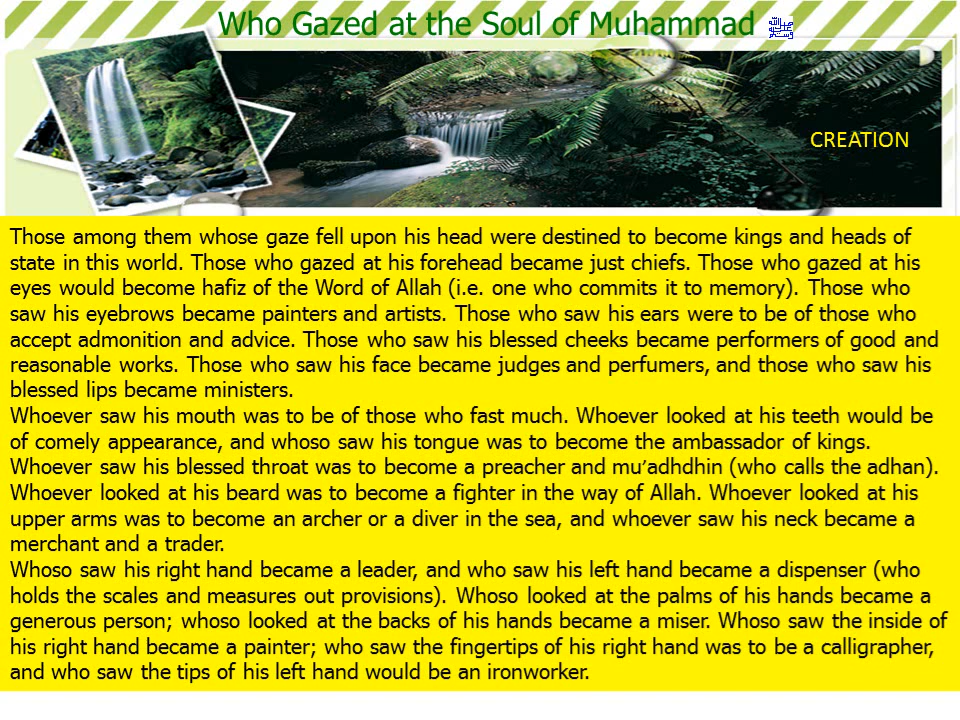 Who Gazed at the Soul of Muhammad ﷺ
CREATION
Those among them whose gaze fell upon his head were destined to become kings and heads of
state in this world. Those who gazed at his forehead became just chiefs. Those who gazed at his
eyes would become hafiz of the Word of Allah (i.e. one who commits it to memory). Those who
saw his eyebrows became painters and artists. Those who saw his ears were to be of those who
accept admonition and advice. Those who saw his blessed cheeks became performers of good and
reasonable works. Those who saw his face became judges and perfumers, and those who saw his
blessed lips became ministers.
Whoever saw his mouth was to be of those who fast much. Whoever looked at his teeth would be
of comely appearance, and whoso saw his tongue was to become the ambassador of kings.
Whoever saw his blessed throat was to become a preacher and mu’adhdhin (who calls the adhan).
Whoever looked at his beard was to become a fighter in the way of Allah. Whoever looked at his
upper arms was to become an archer or a diver in the sea, and whoever saw his neck became a
merchant and a trader.
Whoso saw his right hand became a leader, and who saw his left hand became a dispenser (who
holds the scales and measures out provisions). Whoso looked at the palms of his hands became a
generous person; whoso looked at the backs of his hands became a miser. Whoso saw the inside of
his right hand became a painter; who saw the fingertips of his right hand was to be a calligrapher,
and who saw the tips of his left hand would be an ironworker.